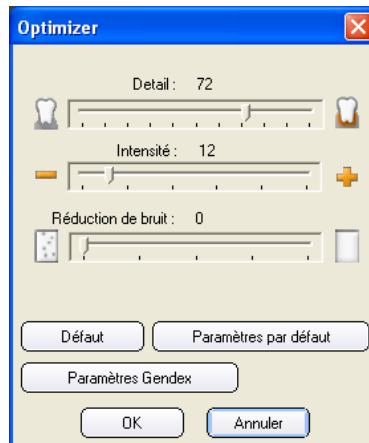 Optimizer
Detail : 72
Intensité : 12
Réduction de bruit : 0
Défaut
Paramètres par défaut
Paramètres Gendex
OK
Annuler